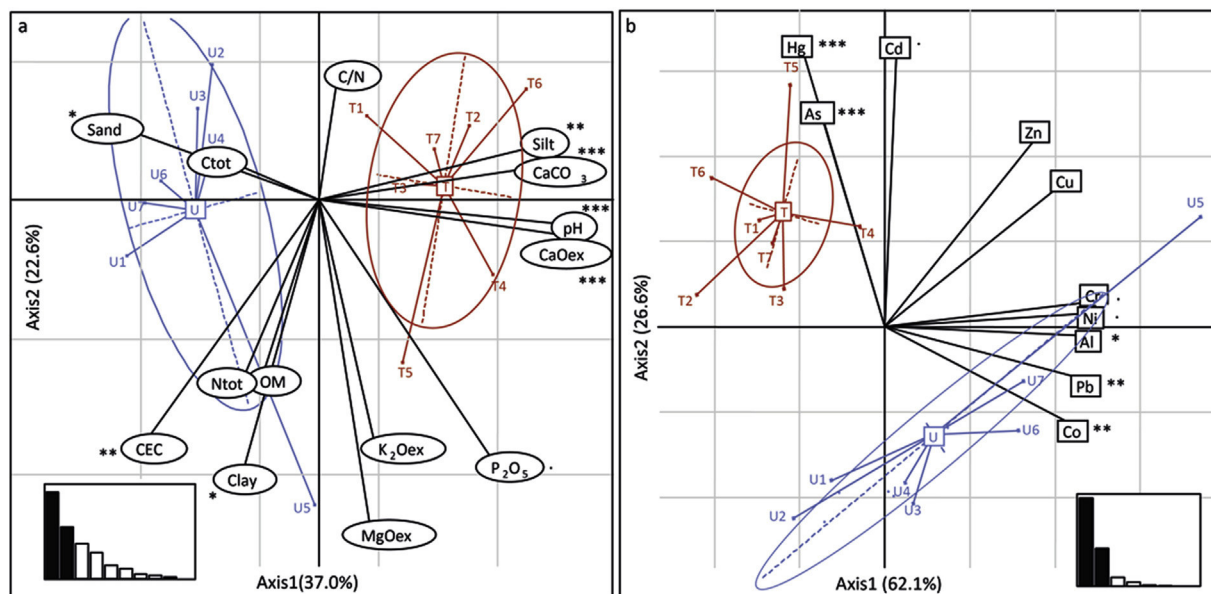 a
U2
C/N
T6
U3
T1
*
T2
**
Sand
U4
T7
Silt
***
Ctot
CaCO3
U6
T3
T
U7
U
***
pH
U1
CaOex
***
T4
Axis2 (22.6%)
T5
Ntot
OM
**
CEC
K2Oex
P2O5
.
Clay
*
U5
MgOex
Axis1(37.0%)
b
Hg
***
Cd
.
T5
As
***
Zn
T6
Cu
U5
T
T1
T4
T7
T2
T3
Cr
.
Ni
.
Al
*
Axis2 (26.6%)
Pb
**
U7
Co
**
U
U6
U1
U4
U2
U3
Axis1 (62.1%)